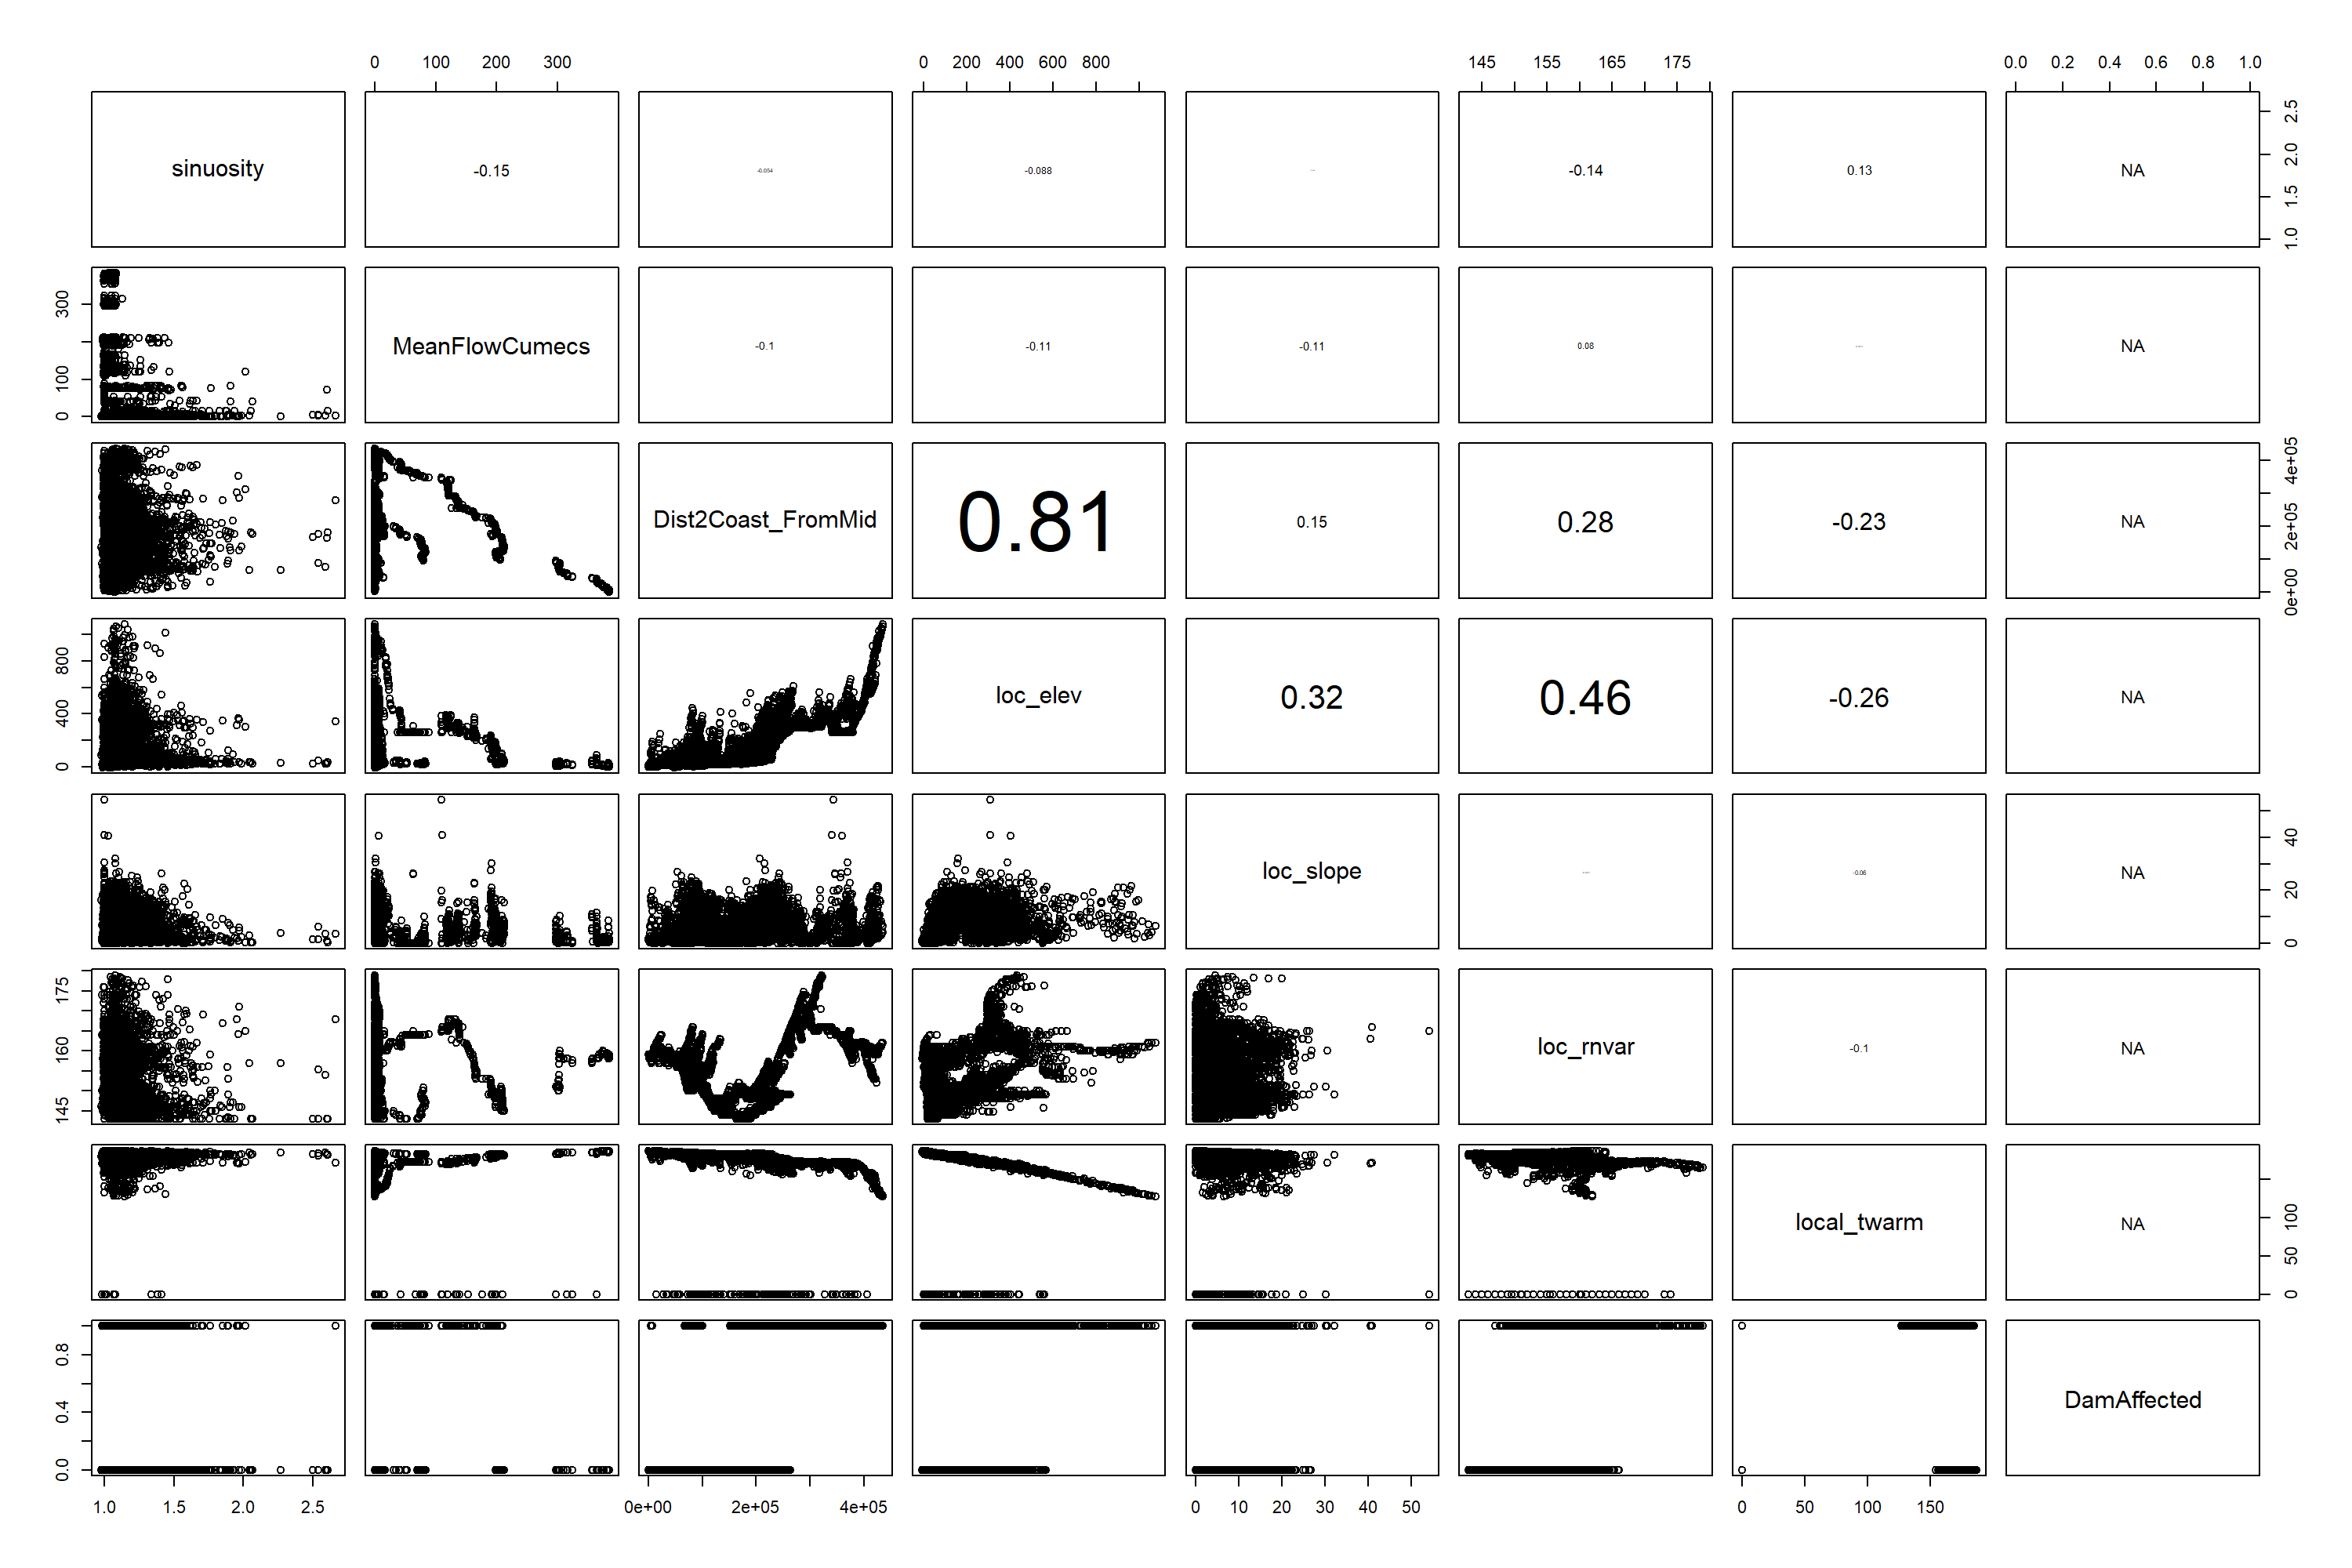 0 100 200 300 0 200 400 600 800 145 155 165 175 0.0 0.2 0.4 0.6 0.8 1.0
sinuosity -0.15 -0.054 -0.088 -0.14 0.13 NA
1.0 1.5 2.0 2.5
0 100 300
MeanFlowCumecs -0.1 -0.11 -0.11 0.08 NA
Dist2Coast_FromMid 0.81 0.15 0.28 -0.23 NA
0e+00 2e+05 4e+05
0 400 800
loc_elev 0.32 0.46 -0.26 NA
loc_slope -0.06 NA
0 20 40
145 160 175
loc_rnvar -0.1 NA
local_twarm NA
0 50 100
0.0 0.4 0.8
DamAffected
1.0 1.5 2.0 2.5 0e+00 2e+05 4e+05 0 10 20 30 40 50 0 50 100 150